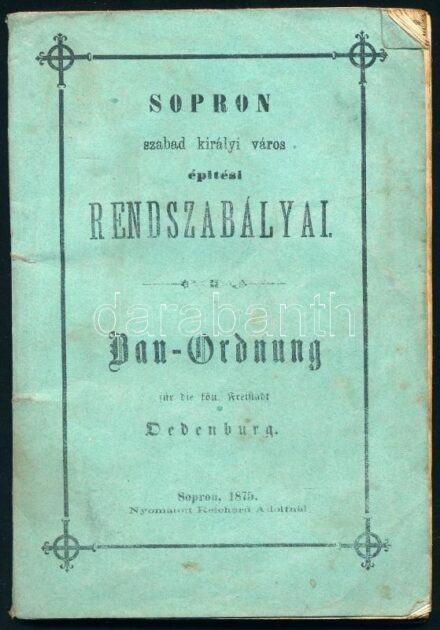 SOPRON
szabad királyi város
építési
RENDSZABÁLYAI.
darabanth
Bau-Ordnung
für die kön. Freistadt
Oedenburg.
Sopron, 1875.
Nyomatott Reichard Adolfnál.